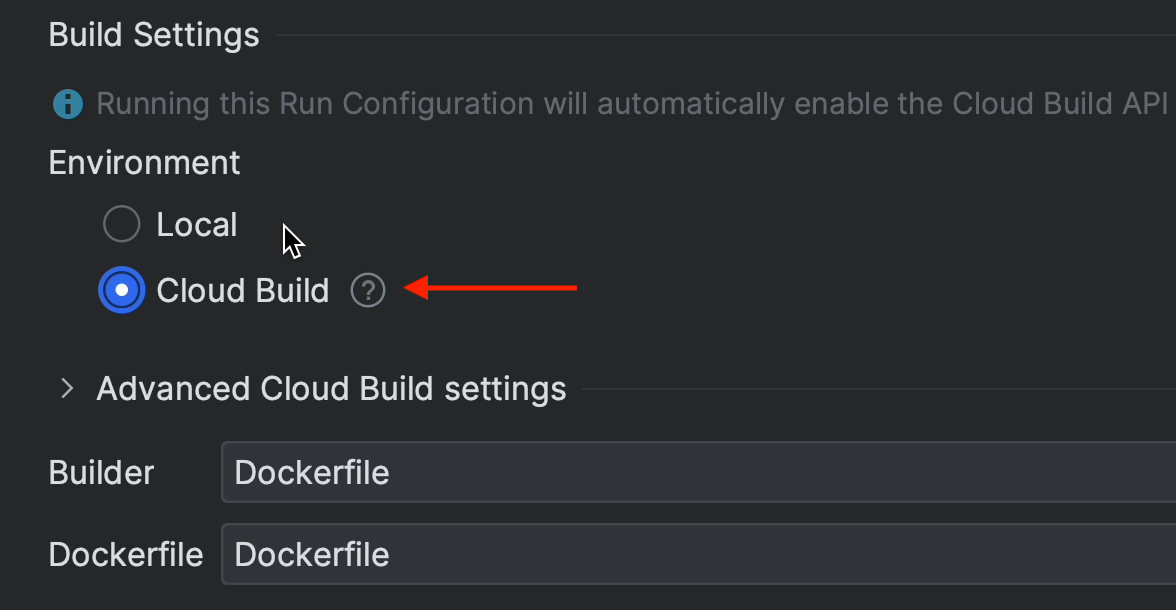 Build Settings
Running this Run Configuration will automatically enable the Cloud Build API
Environment
Local
Cloud Build ?
Advanced Cloud Build settings
Builder Dockerfile
Dockerfile Dockerfile